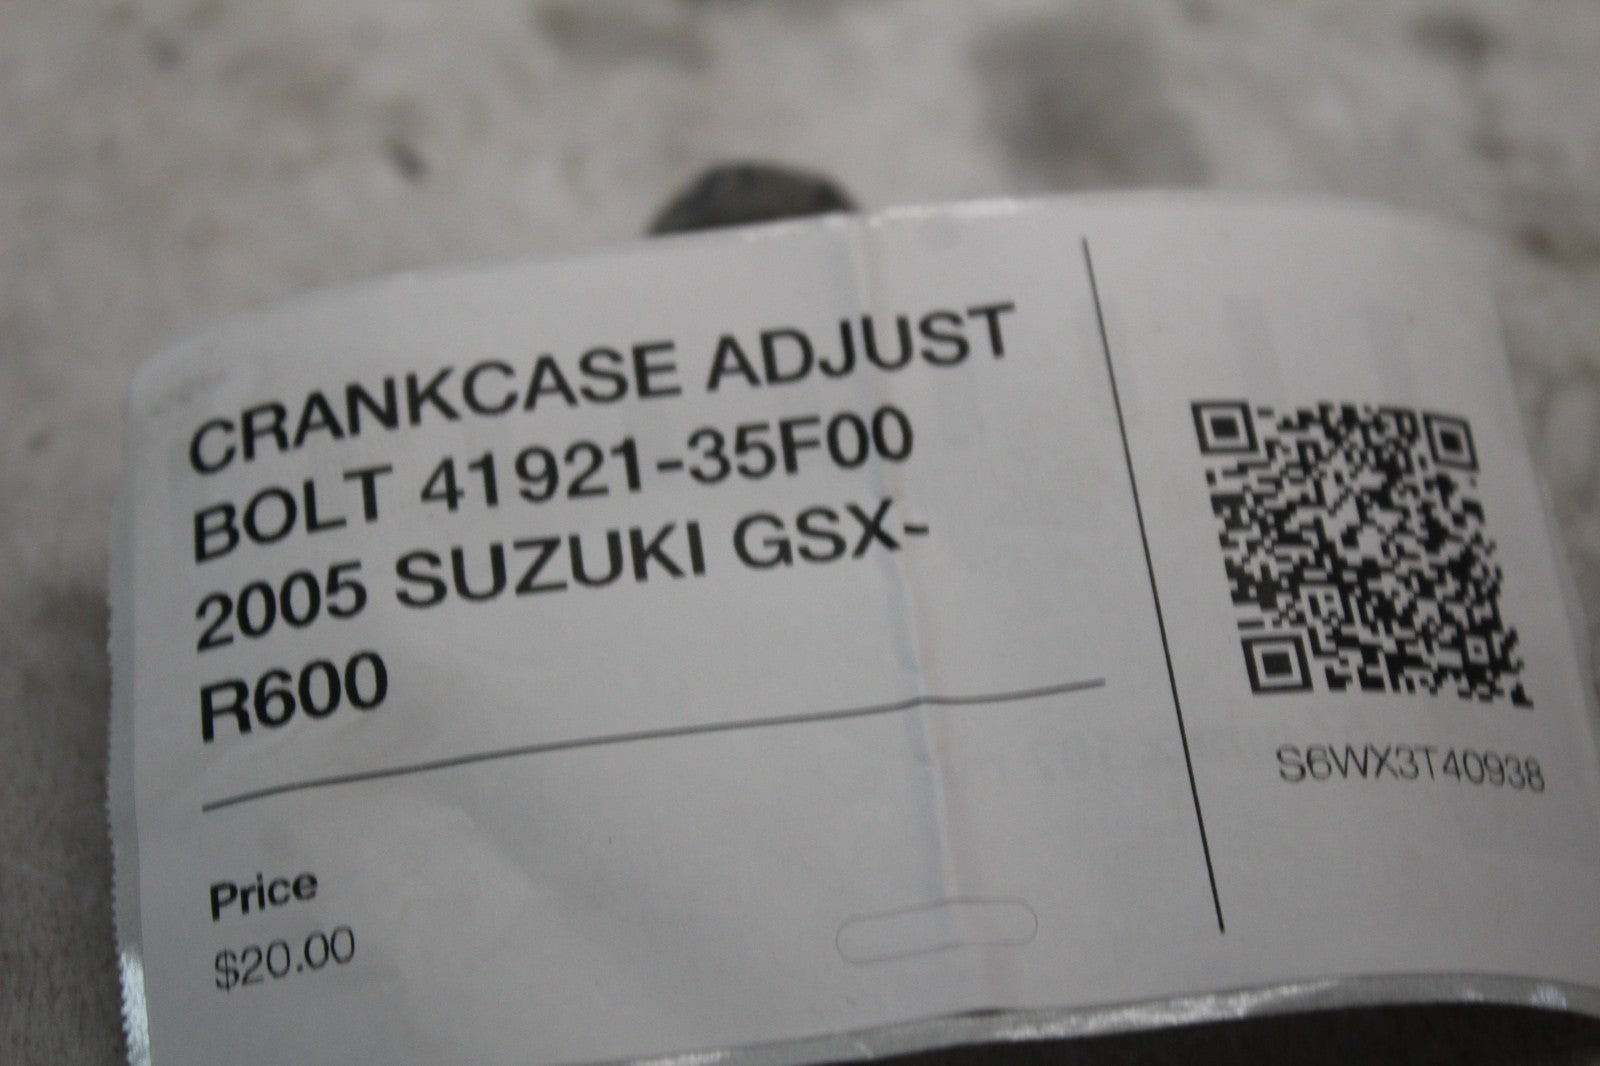 CRANKCASE ADJUST
BOLT 41921-35F00
2005 SUZUKI GSX-
R600
Price
$20.00
S6WX3T40938